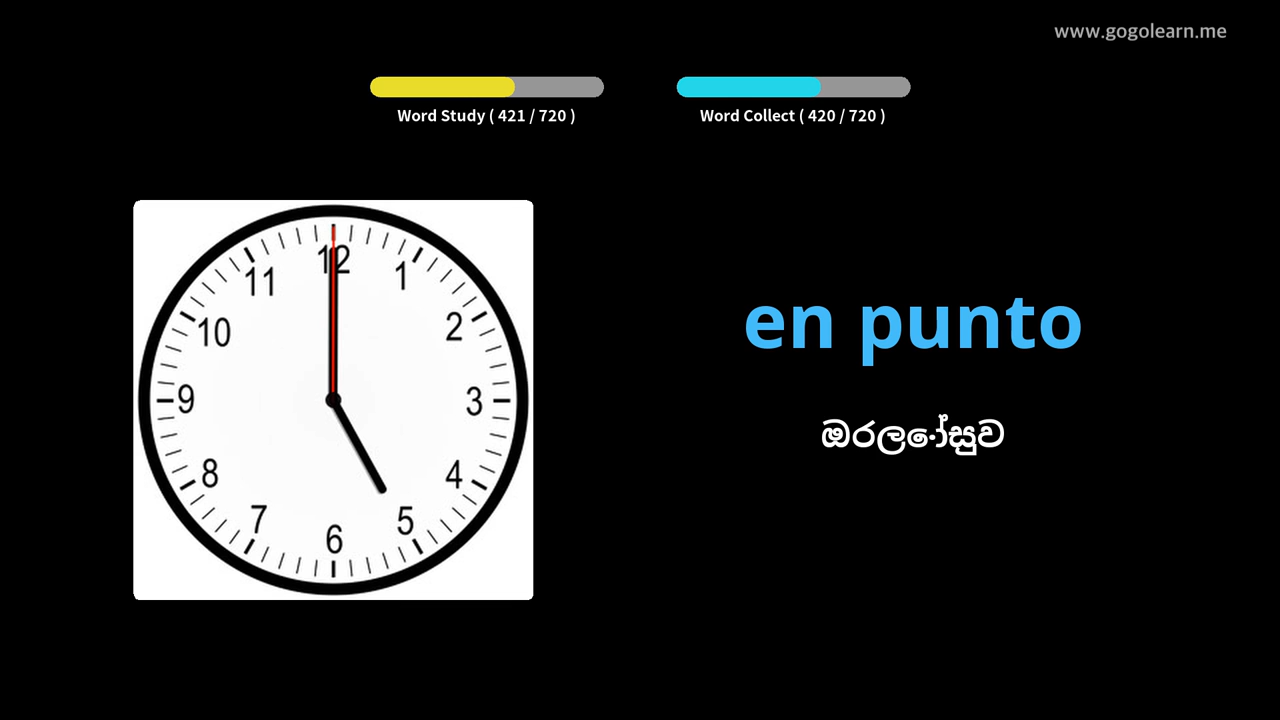 www.gogolearn.me
Word Study ( 421 / 720 )
Word Collect ( 420 / 720 )
12
11
1
10
2
9
3
8
4
7
5
6
en punto
ඔරලෝසුව